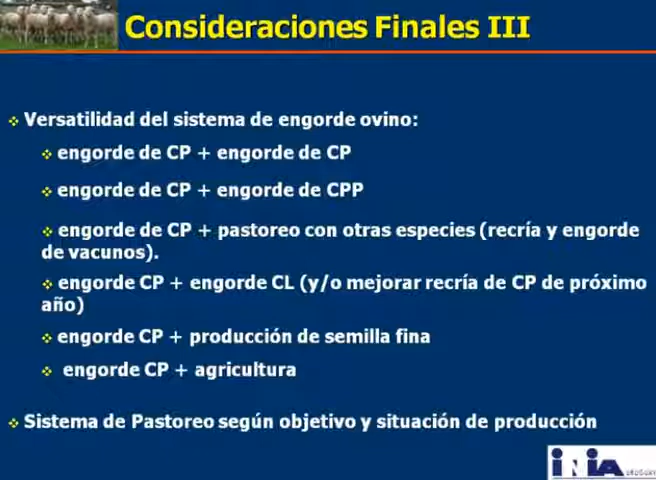 Consideraciones Finales III
Versatilidad del sistema de engorde ovino:
engorde de CP + engorde de CP
engorde de CP + engorde de CPP
engorde de CP + pastoreo con otras especies (recría y engorde
de vacunos).
engorde CP + engorde CL (y/o mejorar recría de CP de próximo
año)
engorde CP + producción de semilla fina
engorde CP + agricultura
Sistema de Pastoreo según objetivo y situación de producción
INIA